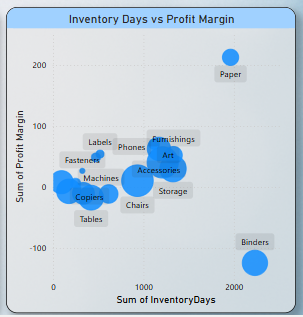 Inventory Days vs Profit Margin
Sum of Profit Margin
200
100
0
-100
Paper
Furnishings
Labels
Phones
Art
Fasteners
Accessories
Machines
Copiers
Storage
Chairs
Tables
Binders
0
1000
2000
Sum of InventoryDays